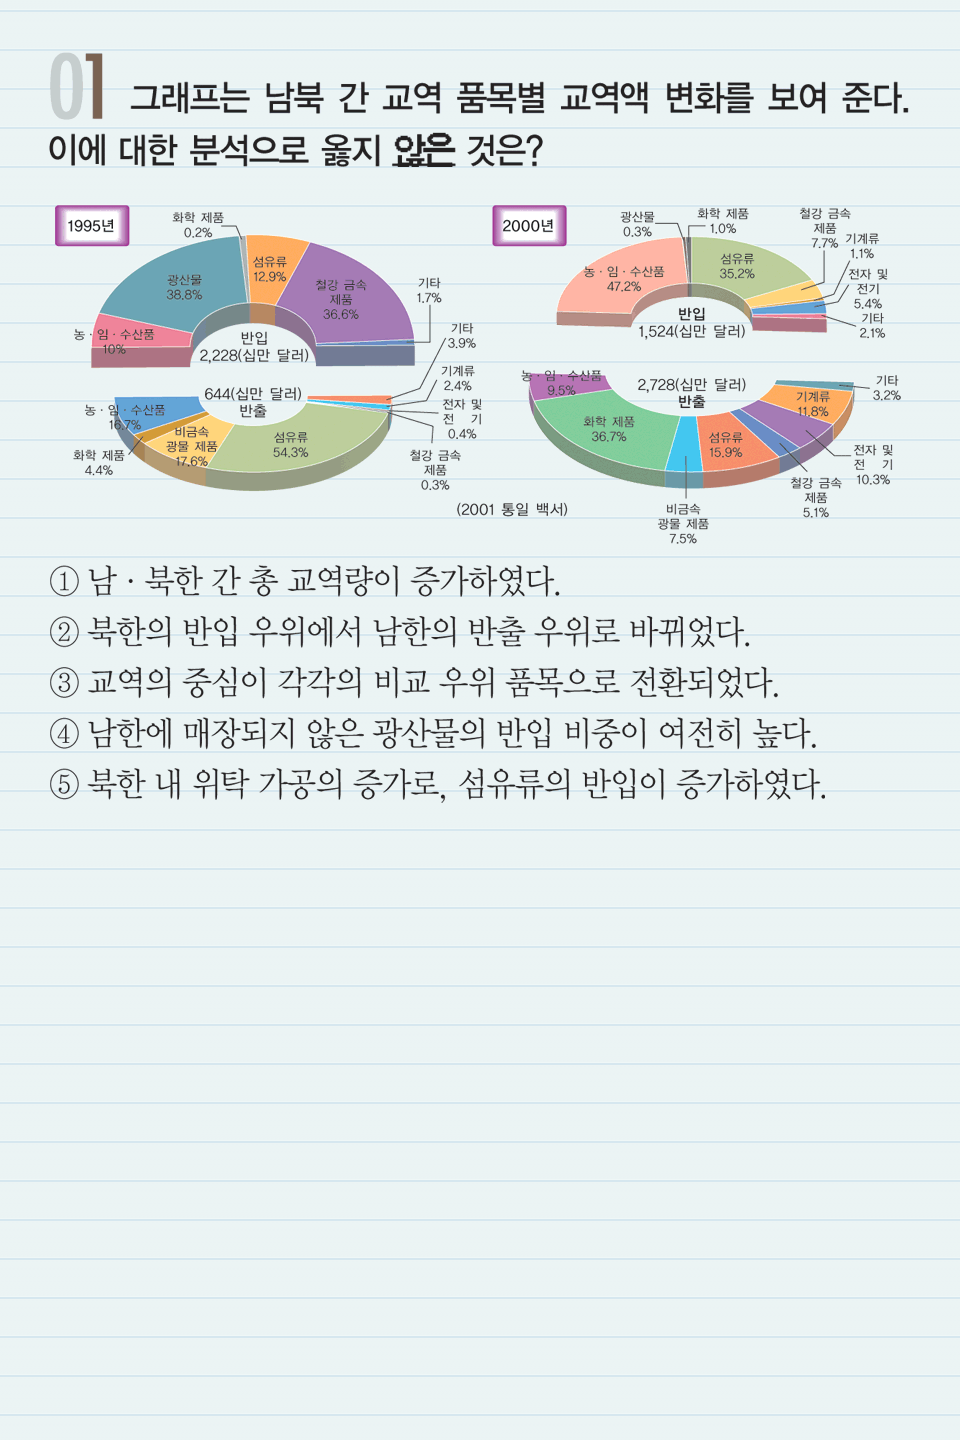 01 그래프는 남북 간 교역 품목별 교역액 변화를 보여 준다.
이에 대한 분석으로 옳지 않은 것은?
1995년
화학 제품
0.2%
섬유류
12.9%
광산물
38.8%
철강 금속
제품
36.6%
기타
1.7%
농·임·수산품
10%
반입
2,228(십만 달러)
644(십만 달러)
반출
기타
3.9%
기계류
2.4%
전자 및
전 기
0.4%
철강 금속
제품
0.3%
농·임·수산품
16.7%
비금속
광물 제품
17.6%
섬유류
54.3%
화학 제품
4.4%
2000년
광산물
0.3%
화학 제품
1.0%
철강 금속
제품
7.7%
기계류
1.1%
전자 및
전기
5.4%
기타
2.1%
섬유류
35.2%
농·임·수산품
47.2%
반입
1,524(십만 달러)
2,728(십만 달러)
반출
농·임·수산품
9.5%
화학 제품
36.7%
섬유류
15.9%
기계류
11.8%
기타
3.2%
전자 및
전 기
10.3%
철강 금속
제품
5.1%
비금속
광물 제품
7.5%
(2001 통일 백서)
① 남·북한 간 총 교역량이 증가하였다.
② 북한의 반입 우위에서 남한의 반출 우위로 바뀌었다.
③ 교역의 중심이 각각의 비교 우위 품목으로 전환되었다.
④ 남한에 매장되지 않은 광산물의 반입 비중이 여전히 높다.
⑤ 북한 내 위탁 가공의 증가로, 섬유류의 반입이 증가하였다.